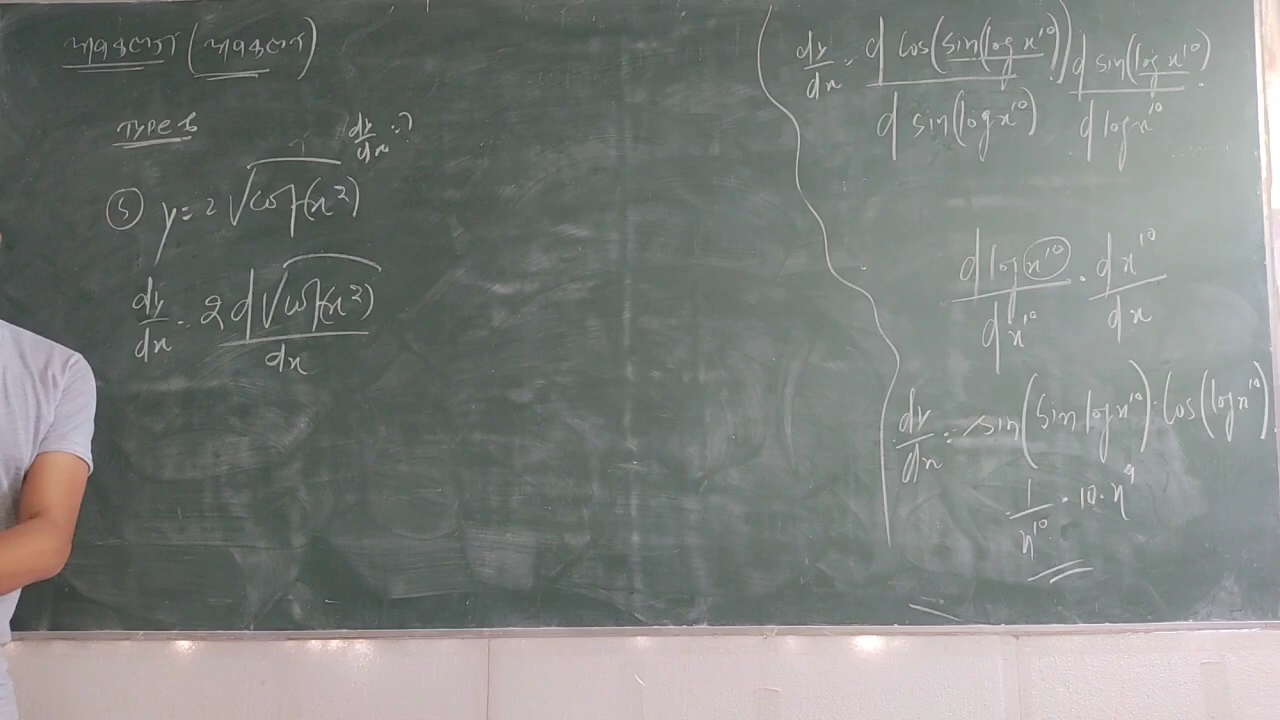 Type 6
dy/dx = ?
⑤ y = 2√cot(x²)
dy/dx = 2 d√cot(x²) / dx
dy/dx = d cos(sin(log x¹⁰)) / d sin(log x¹⁰) · d sin(log x¹⁰) / d log x¹⁰ ·
d log x¹⁰ / d x¹⁰ · d x¹⁰ / dx
dy/dx = -sin(sin log x¹⁰) · cos(log x¹⁰) ·
1/x¹⁰ · 10 · x⁹